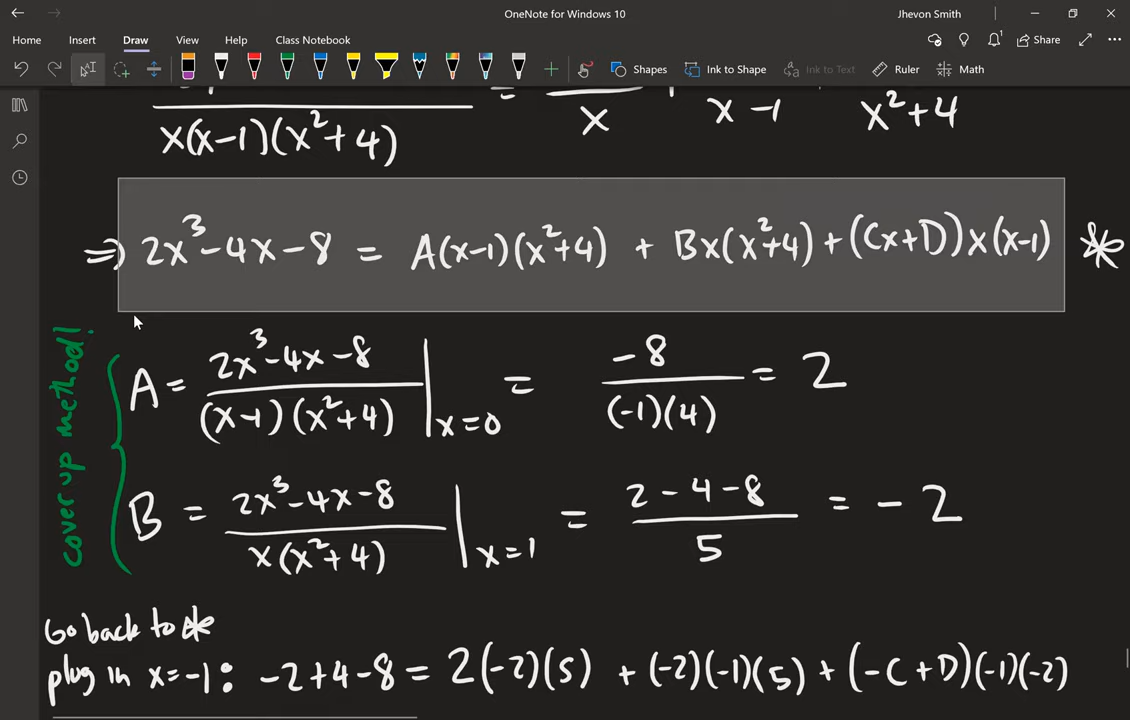 OneNote for Windows 10
Jhevon Smith
Home Insert Draw View Help Class Notebook Share
Shapes Ink to Shape Ink to Text Ruler Math
x(x-1)(x²+4) = x x-1 x²+4
⇒ 2x³-4x-8 = A(x-1)(x²+4) + Bx(x²+4) + (Cx+D)x(x-1) *
cover up method!
A = (2x³-4x-8)/((x-1)(x²+4)) |x=0 = -8/((-1)(4)) = 2
B = (2x³-4x-8)/(x(x²+4)) |x=1 = (2-4-8)/5 = -2
Go back to *
plug in x=-1: -2+4-8 = 2(-2)(5) + (-2)(-1)(5) + (-C+D)(-1)(-2)